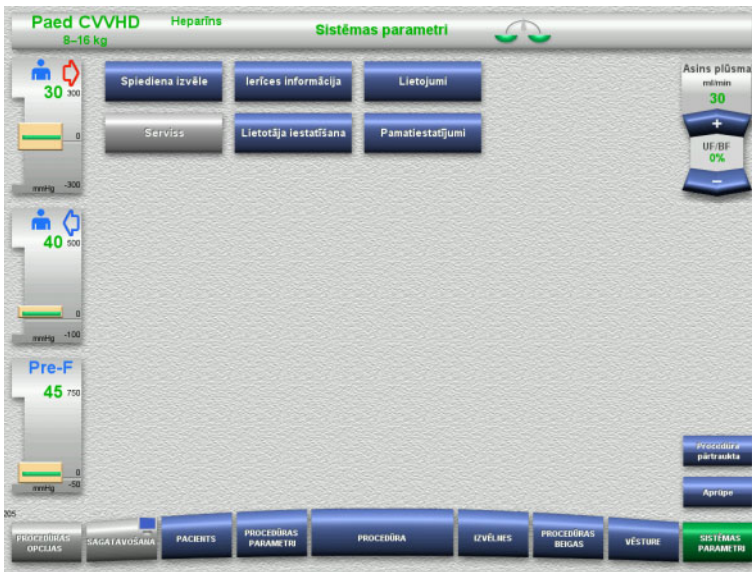 Paed CVVHD
Heparīns
8–16 kg
Sistēmas parametri
30
300
0
mmHg
-300
40
500
0
mmHg
-100
Pre-F
45
750
0
mmHg
-50
Spiediena izvēle
Ierīces informācija
Lietojumi
Serviss
Lietotāja iestatīšana
Pamatiestatījumi
Asins plūsma
ml/min
30
+
UF/BF
0%
–
Procedūra
pārtraukta
Aprūpe
205
PROCEDŪRAS
OPCIJAS
SAGATAVOŠANA
PACIENTS
PROCEDŪRAS
PARAMETRI
PROCEDŪRA
IZVĒLNES
PROCEDŪRAS
BEIGAS
VĒSTURE
SISTĒMAS
PARAMETRI